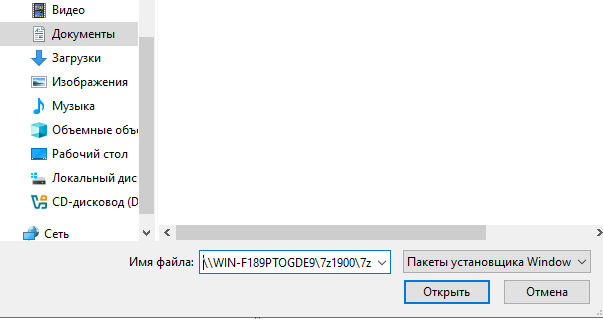 Видео
Документы
Загрузки
Изображения
Музыка
Объемные объе
Рабочий стол
Локальный дис
CD-дисковод (D
Сеть
Имя файла: \\WIN-F189PTOGDE9\7z1900\7z Пакеты установщика Window
Открыть Отмена